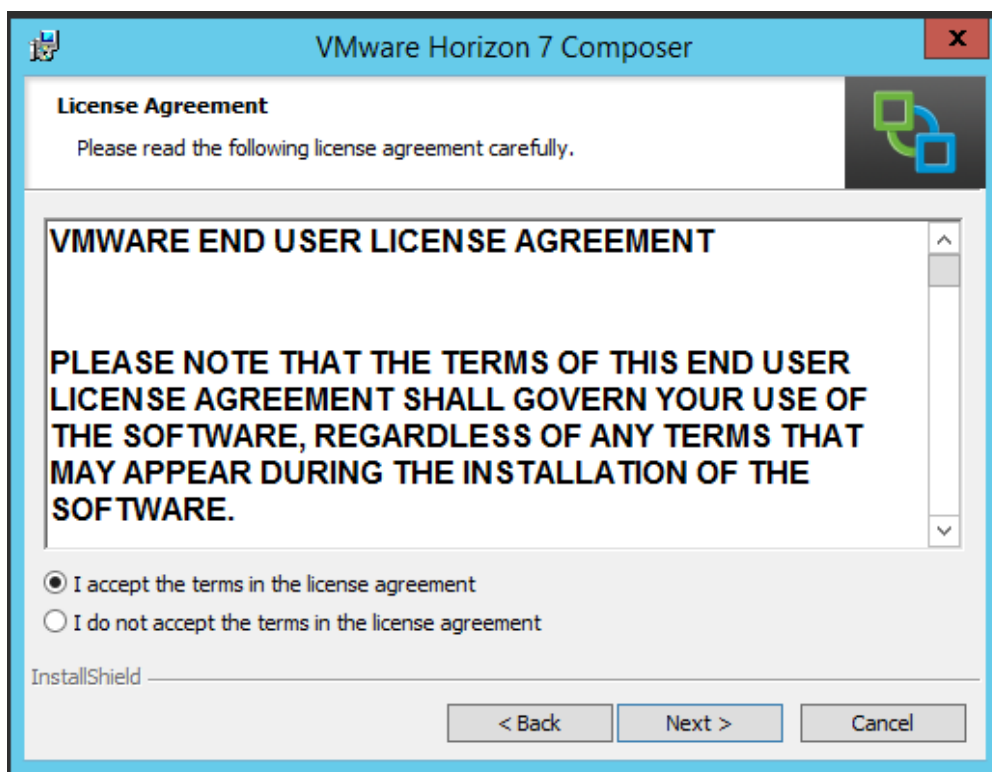 VMware Horizon 7 Composer
x
License Agreement
Please read the following license agreement carefully.
VMWARE END USER LICENSE AGREEMENT
PLEASE NOTE THAT THE TERMS OF THIS END USER
LICENSE AGREEMENT SHALL GOVERN YOUR USE OF
THE SOFTWARE, REGARDLESS OF ANY TERMS THAT
MAY APPEAR DURING THE INSTALLATION OF THE
SOFTWARE.
I accept the terms in the license agreement
I do not accept the terms in the license agreement
InstallShield
< Back Next > Cancel